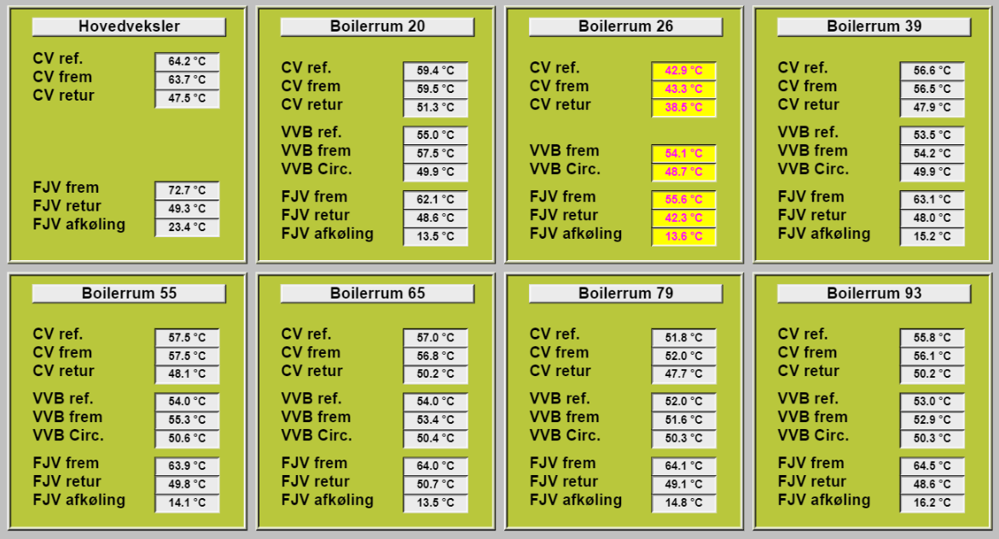 Hovedveksler
CV ref. 64.2 °C
CV frem 63.7 °C
CV retur 47.5 °C
FJV frem 72.7 °C
FJV retur 49.3 °C
FJV afkøling 23.4 °C
Boilerrum 20
CV ref. 59.4 °C
CV frem 59.5 °C
CV retur 51.3 °C
VVB ref. 55.0 °C
VVB frem 57.5 °C
VVB Circ. 49.9 °C
FJV frem 62.1 °C
FJV retur 48.6 °C
FJV afkøling 13.5 °C
Boilerrum 26
CV ref. 42.9 °C
CV frem 43.3 °C
CV retur 38.5 °C
VVB frem 54.1 °C
VVB Circ. 48.7 °C
FJV frem 55.6 °C
FJV retur 42.3 °C
FJV afkøling 13.6 °C
Boilerrum 39
CV ref. 56.6 °C
CV frem 56.5 °C
CV retur 47.9 °C
VVB ref. 53.5 °C
VVB frem 54.2 °C
VVB Circ. 49.9 °C
FJV frem 63.1 °C
FJV retur 48.0 °C
FJV afkøling 15.2 °C
Boilerrum 55
CV ref. 57.5 °C
CV frem 57.5 °C
CV retur 48.1 °C
VVB ref. 54.0 °C
VVB frem 55.3 °C
VVB Circ. 50.6 °C
FJV frem 63.9 °C
FJV retur 49.8 °C
FJV afkøling 14.1 °C
Boilerrum 65
CV ref. 57.0 °C
CV frem 56.8 °C
CV retur 50.2 °C
VVB ref. 54.0 °C
VVB frem 53.4 °C
VVB Circ. 50.4 °C
FJV frem 64.0 °C
FJV retur 50.7 °C
FJV afkøling 13.5 °C
Boilerrum 79
CV ref. 51.8 °C
CV frem 52.0 °C
CV retur 47.7 °C
VVB ref. 52.0 °C
VVB frem 51.6 °C
VVB Circ. 50.3 °C
FJV frem 64.1 °C
FJV retur 49.1 °C
FJV afkøling 14.8 °C
Boilerrum 93
CV ref. 55.8 °C
CV frem 56.1 °C
CV retur 50.2 °C
VVB ref. 53.0 °C
VVB frem 52.9 °C
VVB Circ. 50.3 °C
FJV frem 64.5 °C
FJV retur 48.6 °C
FJV afkøling 16.2 °C